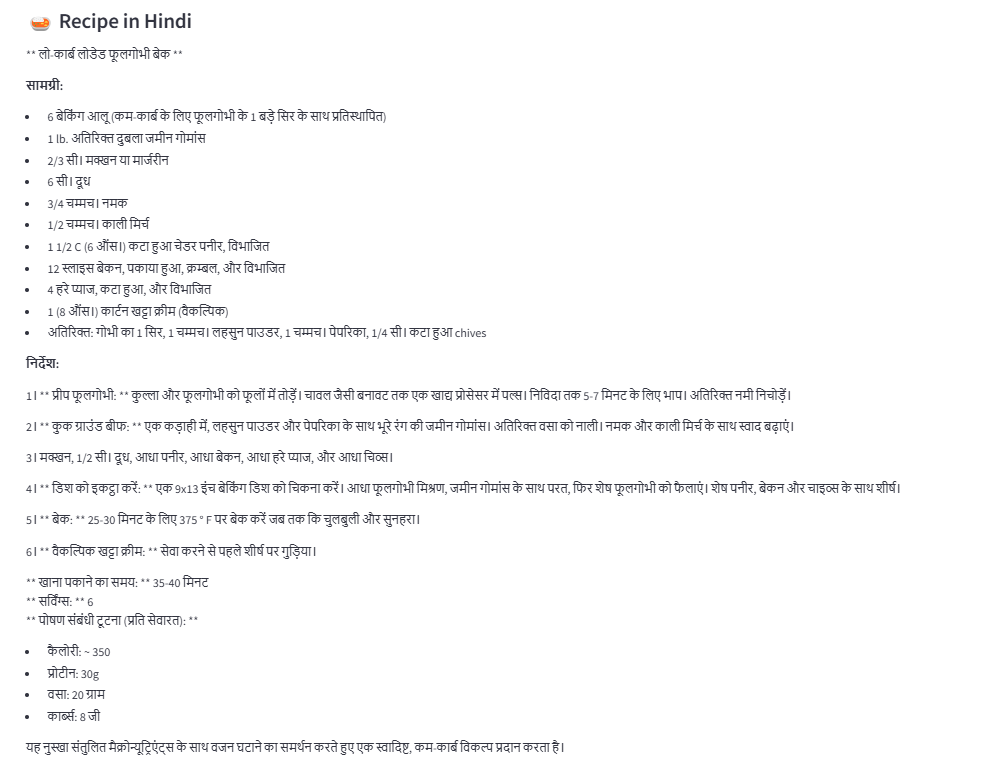 Recipe in Hindi
** लो-कार्ब लोडेड फूलगोभी बेक **
सामग्री:
• 6 बेकिंग आलू (कम-कार्ब के लिए फूलगोभी के 1 बड़े सिर के साथ प्रतिस्थापित)
• 1 lb. अतिरिक्त दुबला जमीन गोमांस
• 2/3 सी। मक्खन या मार्जरीन
• 6 सी। दूध
• 3/4 चम्मच। नमक
• 1/2 चम्मच। काली मिर्च
• 1 1/2 C (6 औंस।) कटा हुआ चेडर पनीर, विभाजित
• 12 स्लाइस बेकन, पकाया हुआ, क्रम्बल, और विभाजित
• 4 हरे प्याज, कटा हुआ, और विभाजित
• 1 (8 औंस।) कार्टन खट्टा क्रीम (वैकल्पिक)
• अतिरिक्त: गोभी का 1 सिर, 1 चम्मच। लहसुन पाउडर, 1 चम्मच। पेपरिका, 1/4 सी। कटा हुआ chives
निर्देश:
1। ** प्रीप फूलगोभी: ** कुल्ला और फूलगोभी को फूलों में तोड़ें। चावल जैसी बनावट तक एक खाद्य प्रोसेसर में पल्स। निविदा तक 5-7 मिनट के लिए भाप। अतिरिक्त नमी निचोड़ें।
2। ** कुक ग्राउंड बीफ: ** एक कड़ाही में, लहसुन पाउडर और पेपरिका के साथ भूरे रंग की जमीन गोमांस। अतिरिक्त वसा को नाली। नमक और काली मिर्च के साथ स्वाद बढ़ाएं।
3। मक्खन, 1/2 सी। दूध, आधा पनीर, आधा बेकन, आधा हरे प्याज, और आधा चिव्स।
4। ** डिश को इकट्ठा करें: ** एक 9x13 इंच बेकिंग डिश को चिकना करें। आधा फूलगोभी मिश्रण, जमीन गोमांस के साथ परत, फिर शेष फूलगोभी को फैलाएं। शेष पनीर, बेकन और चाइव्स के साथ शीर्ष।
5। ** बेक: ** 25-30 मिनट के लिए 375 ° F पर बेक करें जब तक कि चुलबुली और सुनहरा।
6। ** वैकल्पिक खट्टा क्रीम: ** सेवा करने से पहले शीर्ष पर गुड़िया।
** खाना पकाने का समय: ** 35-40 मिनट
** सर्विंग्स: ** 6
** पोषण संबंधी टूटना (प्रति सेवारत): **
• कैलोरी: ~ 350
• प्रोटीन: 30g
• वसा: 20 ग्राम
• कार्ब्स: 8 जी
यह नुस्खा संतुलित मैक्रोन्यूट्रिएंट्स के साथ वजन घटाने का समर्थन करते हुए एक स्वादिष्ट, कम-कार्ब विकल्प प्रदान करता है।